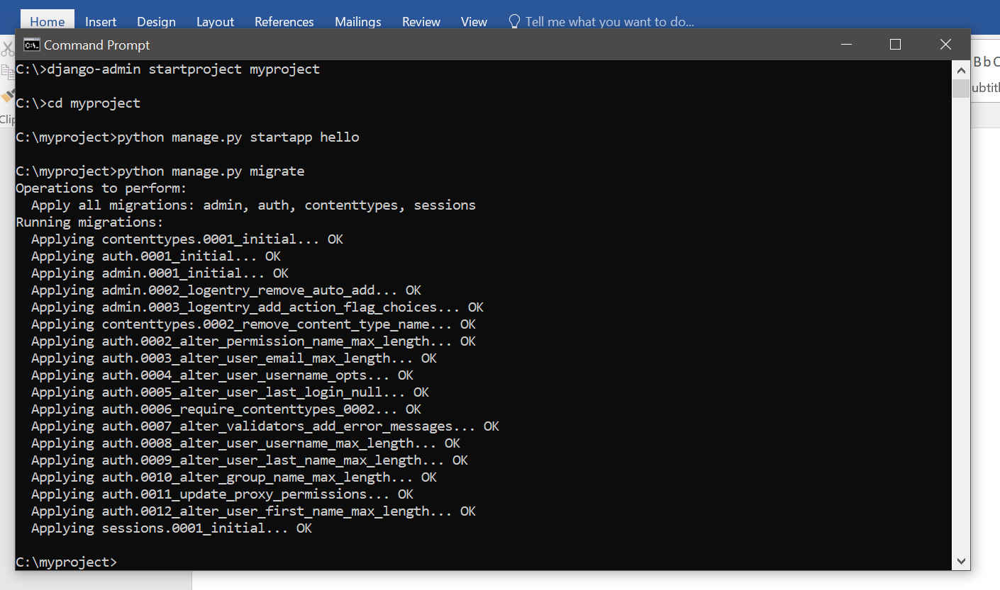 Home Insert Design Layout References Mailings Review View Tell me what you want to do...
Command Prompt
C:\>django-admin startproject myproject
C:\>cd myproject
C:\myproject>python manage.py startapp hello
C:\myproject>python manage.py migrate
Operations to perform:
  Apply all migrations: admin, auth, contenttypes, sessions
Running migrations:
  Applying contenttypes.0001_initial... OK
  Applying auth.0001_initial... OK
  Applying admin.0001_initial... OK
  Applying admin.0002_logentry_remove_auto_add... OK
  Applying admin.0003_logentry_add_action_flag_choices... OK
  Applying contenttypes.0002_remove_content_type_name... OK
  Applying auth.0002_alter_permission_name_max_length... OK
  Applying auth.0003_alter_user_email_max_length... OK
  Applying auth.0004_alter_user_username_opts... OK
  Applying auth.0005_alter_user_last_login_null... OK
  Applying auth.0006_require_contenttypes_0002... OK
  Applying auth.0007_alter_validators_add_error_messages... OK
  Applying auth.0008_alter_user_username_max_length... OK
  Applying auth.0009_alter_user_last_name_max_length... OK
  Applying auth.0010_alter_group_name_max_length... OK
  Applying auth.0011_update_proxy_permissions... OK
  Applying auth.0012_alter_user_first_name_max_length... OK
  Applying sessions.0001_initial... OK
C:\myproject>